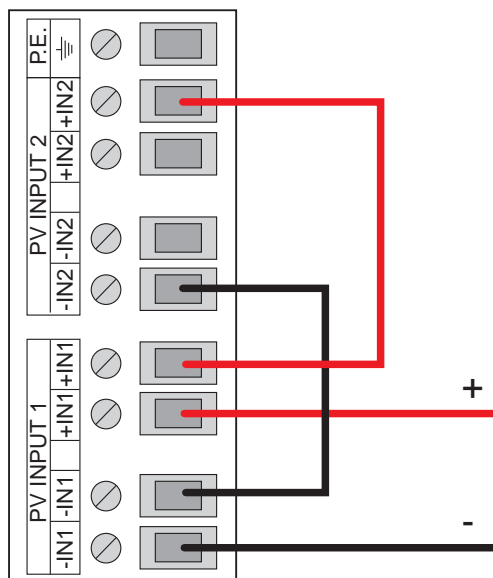 P.E.
PV INPUT 2
+IN2
+IN2
-IN2
-IN2
PV INPUT 1
+IN1
+IN1
-IN1
-IN1
+
-